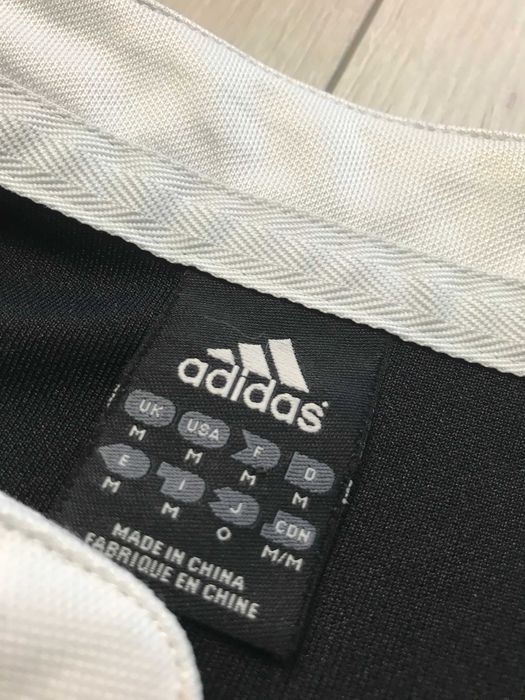 adidas
UK USA F D
M M M M
E I J CDN
M M O M/M
MADE IN CHINA
FABRIQUE EN CHINE